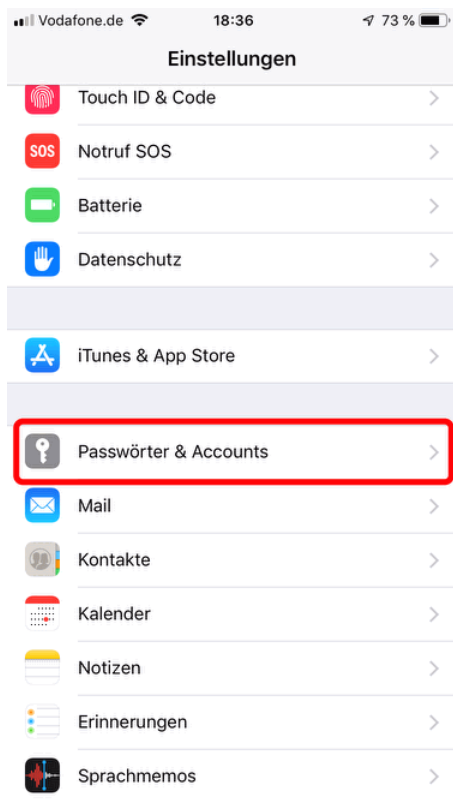 Vodafone.de 18:36 73 %
Einstellungen
Touch ID & Code
SOS Notruf SOS
Batterie
Datenschutz
iTunes & App Store
Passwörter & Accounts
Mail
Kontakte
Kalender
Notizen
Erinnerungen
Sprachmemos